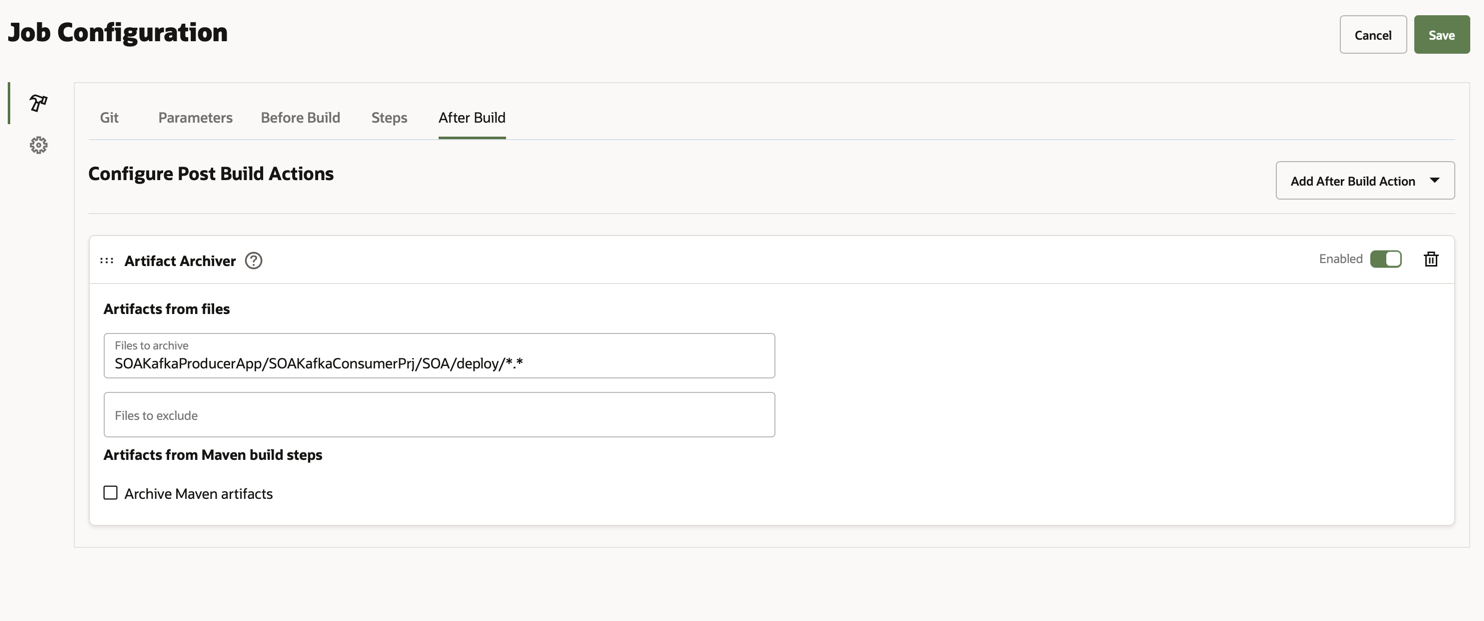 Job Configuration
Cancel
Save
Git
Parameters
Before Build
Steps
After Build
Configure Post Build Actions
Add After Build Action
Artifact Archiver ?
Enabled
Artifacts from files
Files to archive
SOAKafkaProducerApp/SOAKafkaConsumerPrj/SOA/deploy/*.*
Files to exclude
Artifacts from Maven build steps
Archive Maven artifacts